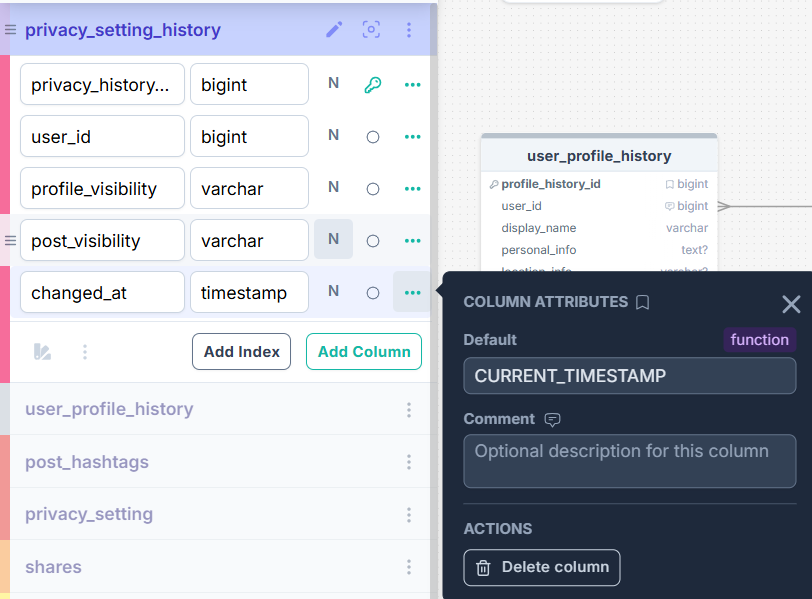 privacy_setting_history
privacy_history... bigint N
user_id bigint N
profile_visibility varchar N
post_visibility varchar N
changed_at timestamp N
Add Index Add Column
user_profile_history
post_hashtags
privacy_setting
shares
user_profile_history
profile_history_id bigint
user_id bigint
display_name varchar
personal_info text?
COLUMN ATTRIBUTES
Default function
CURRENT_TIMESTAMP
Comment
Optional description for this column
ACTIONS
Delete column